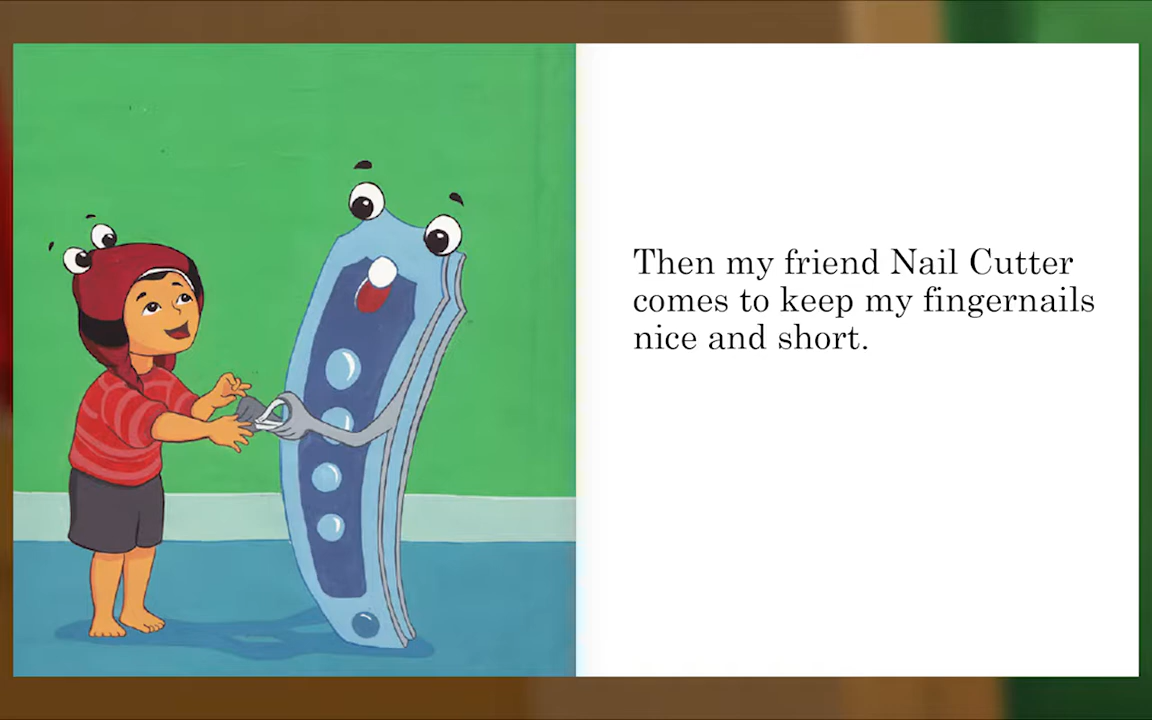 Then my friend Nail Cutter
comes to keep my fingernails
nice and short.